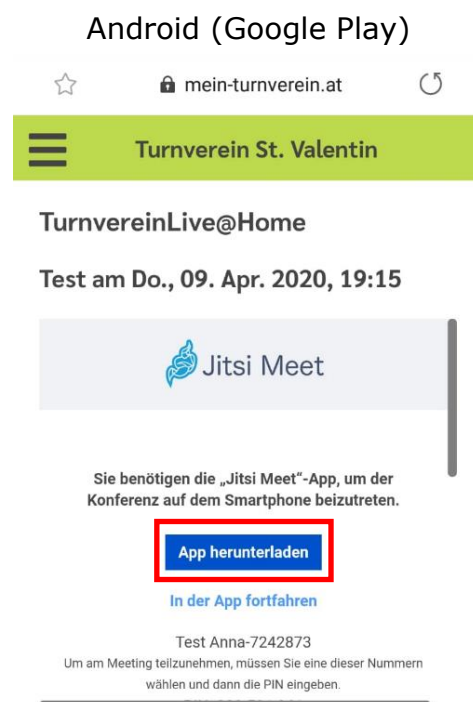 Android (Google Play)
mein-turnverein.at
Turnverein St. Valentin
TurnvereinLive@Home
Test am Do., 09. Apr. 2020, 19:15
Jitsi Meet
Sie benötigen die „Jitsi Meet“-App, um der
Konferenz auf dem Smartphone beizutreten.
App herunterladen
In der App fortfahren
Test Anna-7242873
Um am Meeting teilzunehmen, müssen Sie eine dieser Nummern
wählen und dann die PIN eingeben.